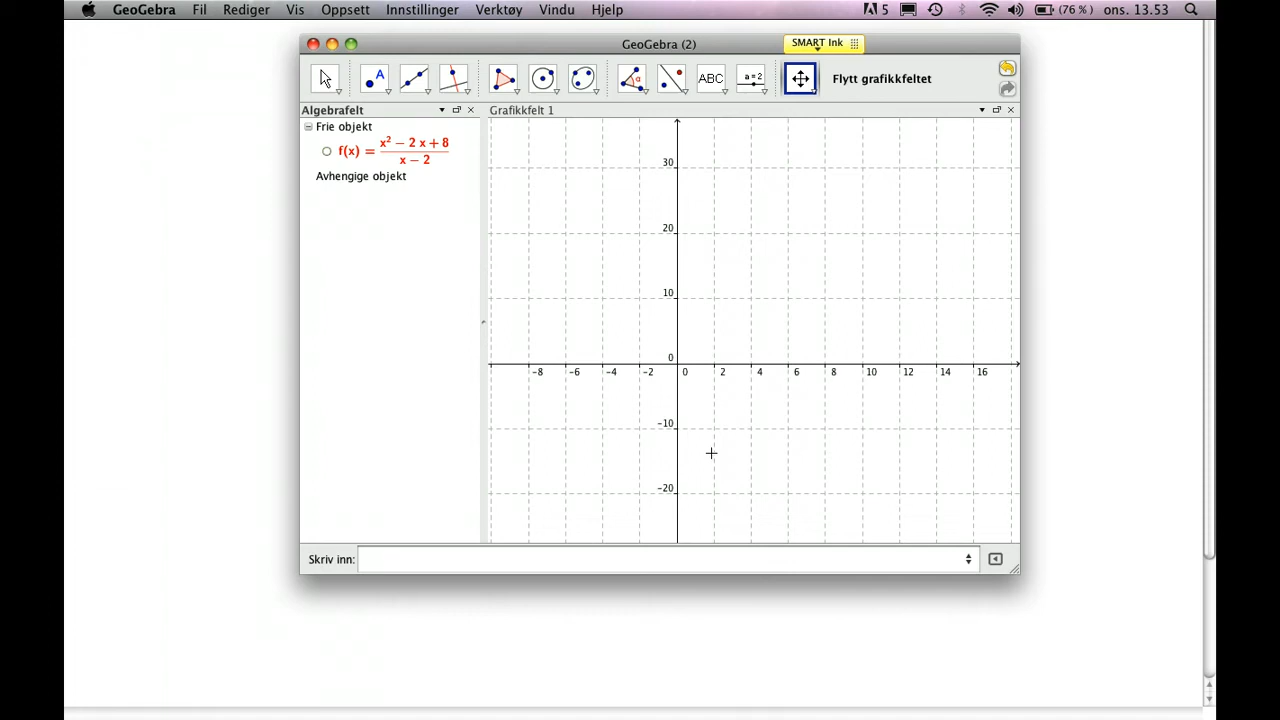 GeoGebra Fil Rediger Vis Oppsett Innstillinger Verktøy Vindu Hjelp 5 (76 %) ons. 13.53
GeoGebra (2) SMART Ink
A α ABC a=2 Flytt grafikkfeltet
Algebrafelt Grafikkfelt 1
Frie objekt
f(x) = (x² − 2 x + 8)/(x − 2)
Avhengige objekt
30
20
10
0
-8 -6 -4 -2 0 2 4 6 8 10 12 14 16
-10
-20
Skriv inn: